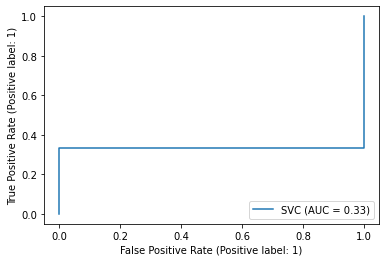 1.0
0.8
0.6
0.4
0.2
0.0
True Positive Rate (Positive label: 1)
SVC (AUC = 0.33)
0.0 0.2 0.4 0.6 0.8 1.0
False Positive Rate (Positive label: 1)